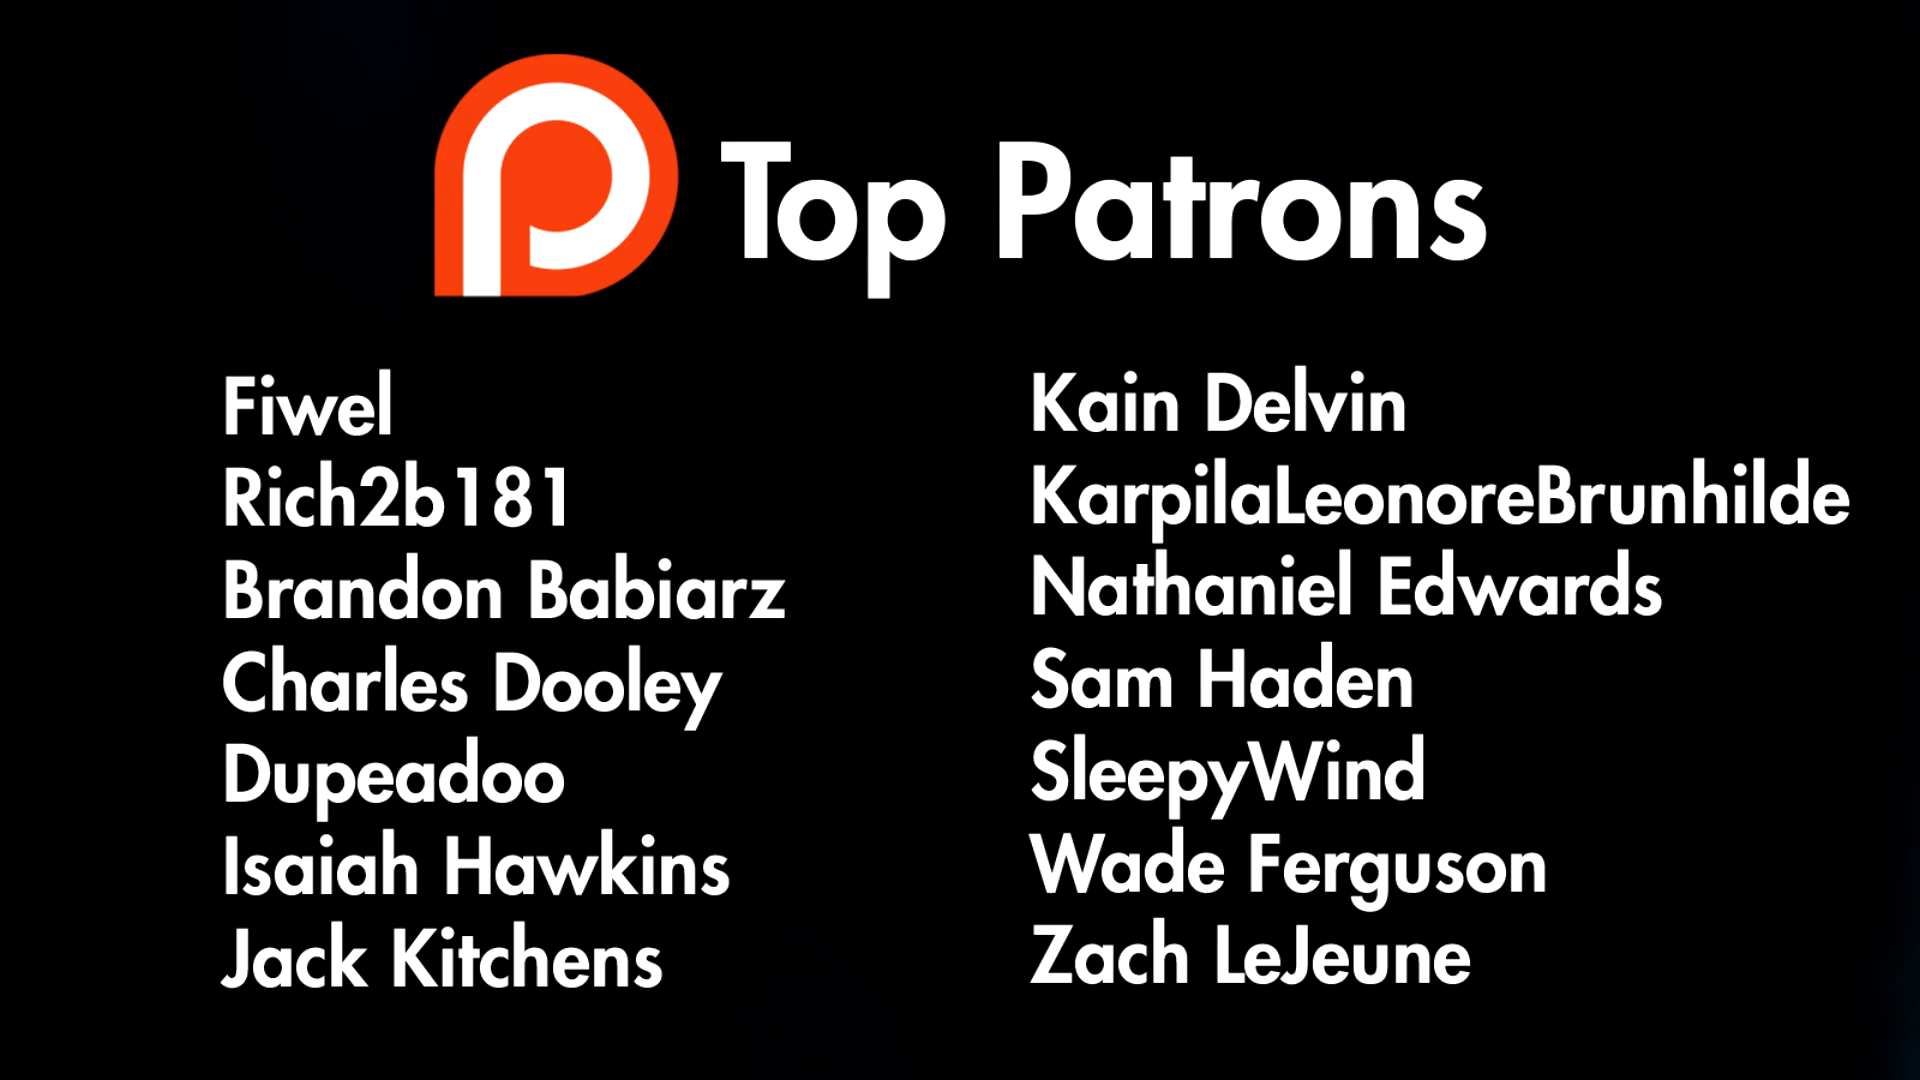 Top Patrons
Fiwel
Rich2b181
Brandon Babiarz
Charles Dooley
Dupeadoo
Isaiah Hawkins
Jack Kitchens
Kain Delvin
KarpilaLeonoreBrunhilde
Nathaniel Edwards
Sam Haden
SleepyWind
Wade Ferguson
Zach LeJeune